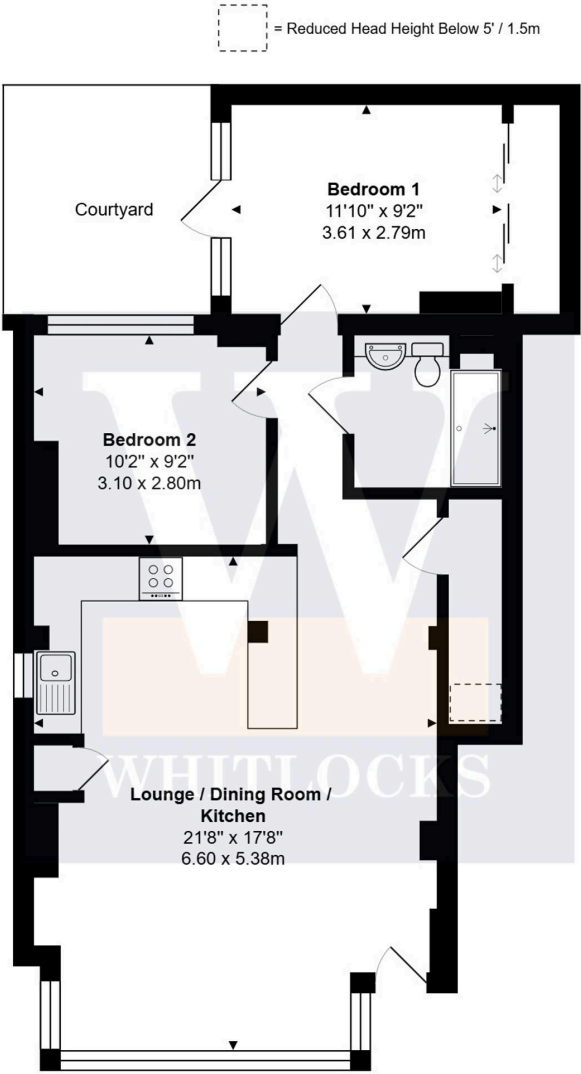 = Reduced Head Height Below 5' / 1.5m
Courtyard
Bedroom 1
11'10" x 9'2"
3.61 x 2.79m
Bedroom 2
10'2" x 9'2"
3.10 x 2.80m
W
WHITLOCKS
Lounge / Dining Room /
Kitchen
21'8" x 17'8"
6.60 x 5.38m